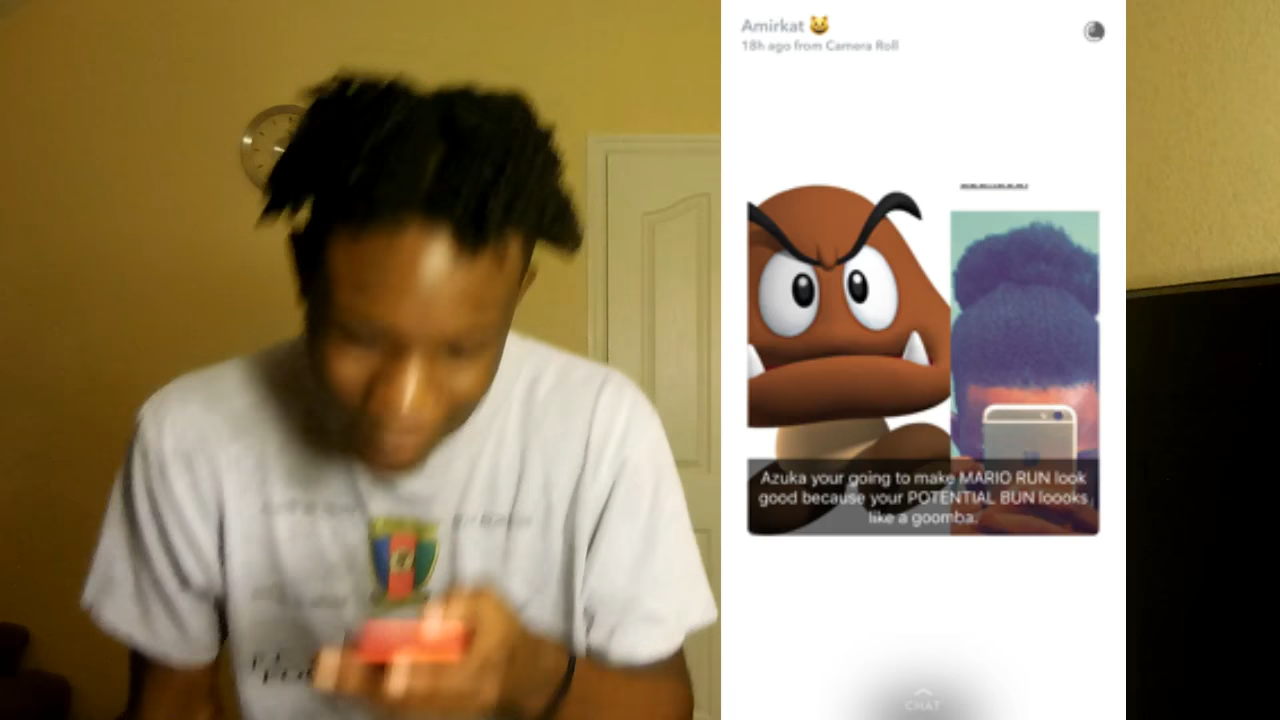 Amirkat
18h ago from Camera Roll
Azuka your going to make MARIO RUN look
good because your POTENTIAL BUN loooks
like a goomba.
CHAT